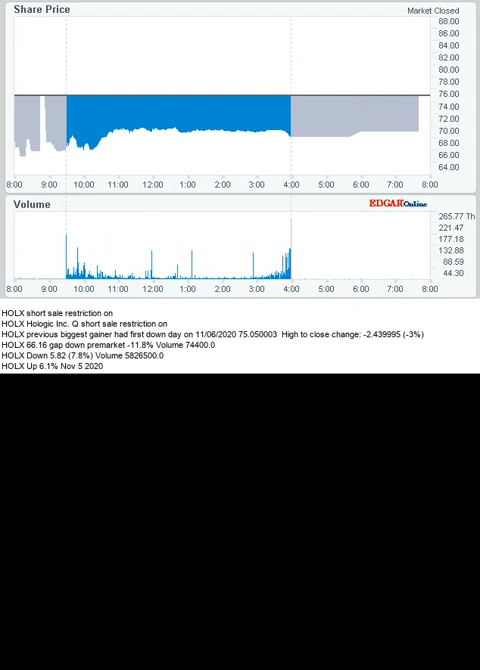 Share Price
Market Closed
88.00
86.00
84.00
82.00
80.00
78.00
76.00
74.00
72.00
70.00
68.00
66.00
64.00
8:00 9:00 10:00 11:00 12:00 1:00 2:00 3:00 4:00 5:00 6:00 7:00 8:00
Volume
EDGAROnline
265.77 Th
221.47
177.18
132.88
88.59
44.30
8:00 9:00 10:00 11:00 12:00 1:00 2:00 3:00 4:00 5:00 6:00 7:00 8:00
HOLX short sale restriction on
HOLX Hologic Inc. Q short sale restriction on
HOLX previous biggest gainer had first down day on 11/06/2020 75.050003 High to close change: -2.439995 (-3%)
HOLX 66.16 gap down premarket -11.8% Volume 74400.0
HOLX Down 5.82 (7.8%) Volume 5826500.0
HOLX Up 6.1% Nov 5 2020